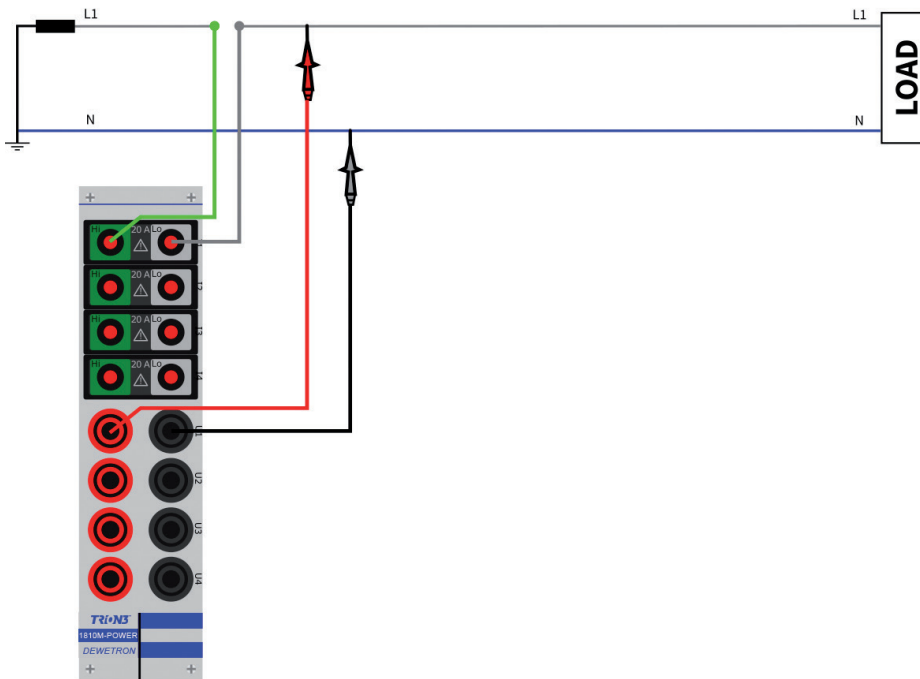 L1
L1
LOAD
N
N
Hi 20 A Lo
Hi 20 A Lo I2
Hi 20 A Lo I3
Hi 20 A Lo I4
U1
U2
U3
U4
TRION3
1810M-POWER
DEWETRON